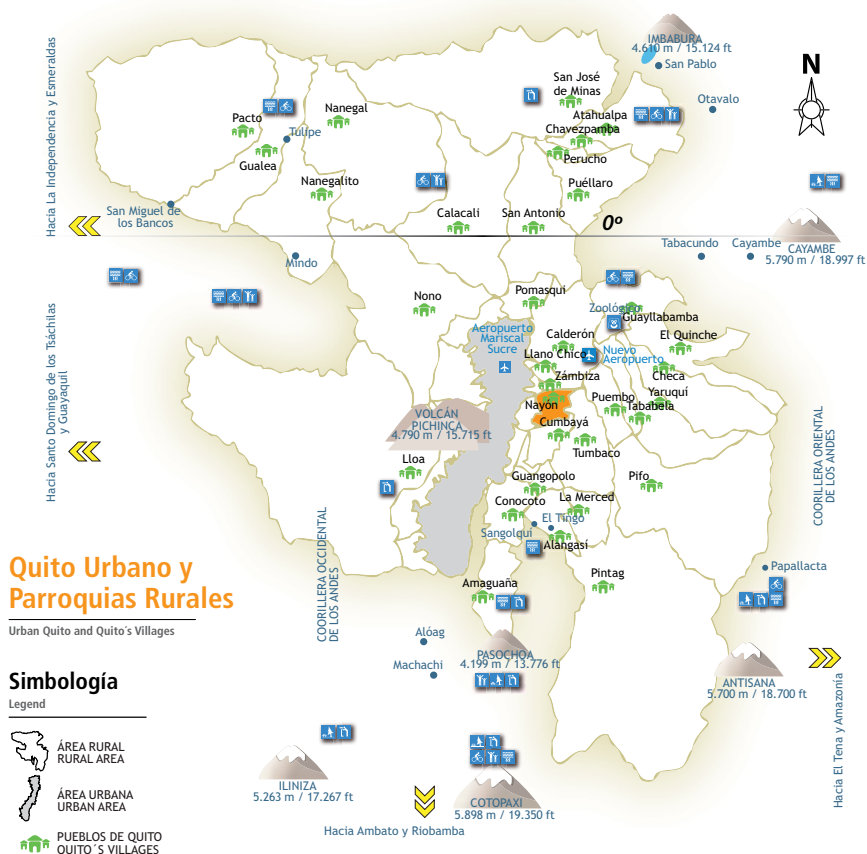 IMBABURA
4.610 m / 15.124 ft
San Pablo
Otavalo
N
San José
de Minas
Atahualpa
Chavezpamba
Perucho
Puéllaro
Pacto
Nanegal
Tulipe
Gualea
Nanegalito
Hacia La Independencia y Esmeraldas
San Miguel de
los Bancos
Calacali
San Antonio
0º
Tabacundo
Cayambe
CAYAMBE
5.790 m / 18.997 ft
Mindo
Nono
Pomasqui
Zoológico
Guayllabamba
El Quinche
Aeropuerto
Mariscal
Sucre
Calderón
Nuevo
Aeropuerto
Llano Chico
Zámbiza
Checa
Yaruquí
Nayón
Puembo
Tababela
Cumbayá
Tumbaco
VOLCÁN
PICHINCA
4.790 m / 15.715 ft
Hacia Santo Domingo de los Tsáchilas
y Guayaquil
Lloa
Guangopolo
Pifo
Conocoto
La Merced
El Tingo
Sangolquí
Alangasí
COORILLERA ORIENTAL
DE LOS ANDES
COORILLERA OCCIDENTAL
DE LOS ANDES
Amaguaña
Pintag
Papallacta
Quito Urbano y
Parroquias Rurales
Urban Quito and Quito´s Villages
Alóag
Machachi
PASOCHOA
4.199 m / 13.776 ft
ANTISANA
5.700 m / 18.700 ft
Hacia El Tena y Amazonía
Simbología
Legend
ÁREA RURAL
RURAL AREA
ÁREA URBANA
URBAN AREA
PUEBLOS DE QUITO
QUITO´S VILLAGES
ILINIZA
5.263 m / 17.267 ft
COTOPAXI
5.898 m / 19.350 ft
Hacia Ambato y Riobamba